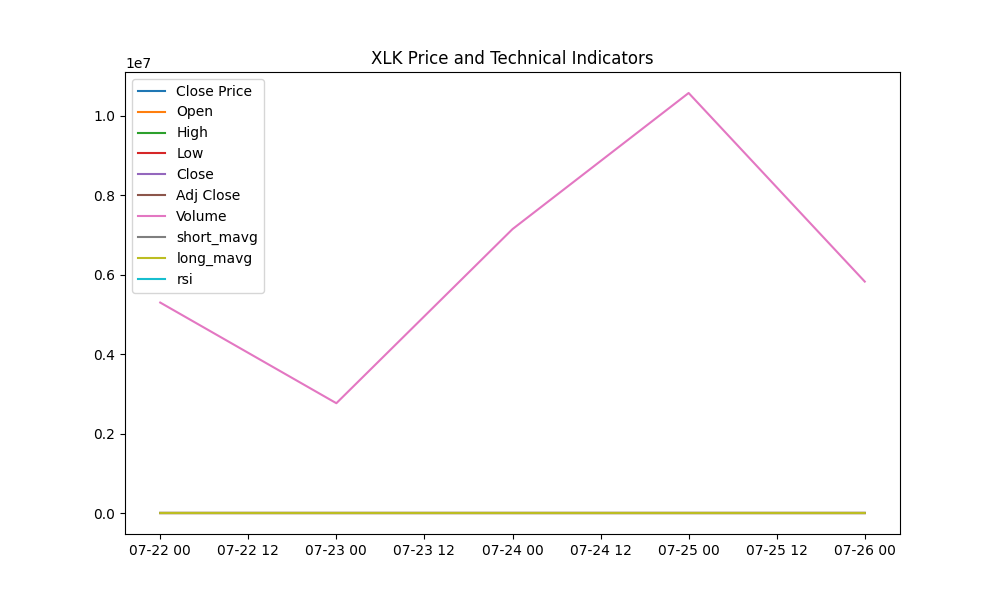 XLK Price and Technical Indicators
1e7
Close Price
Open
High
Low
Close
Adj Close
Volume
short_mavg
long_mavg
rsi
1.0
0.8
0.6
0.4
0.2
0.0
07-22 00 07-22 12 07-23 00 07-23 12 07-24 00 07-24 12 07-25 00 07-25 12 07-26 00